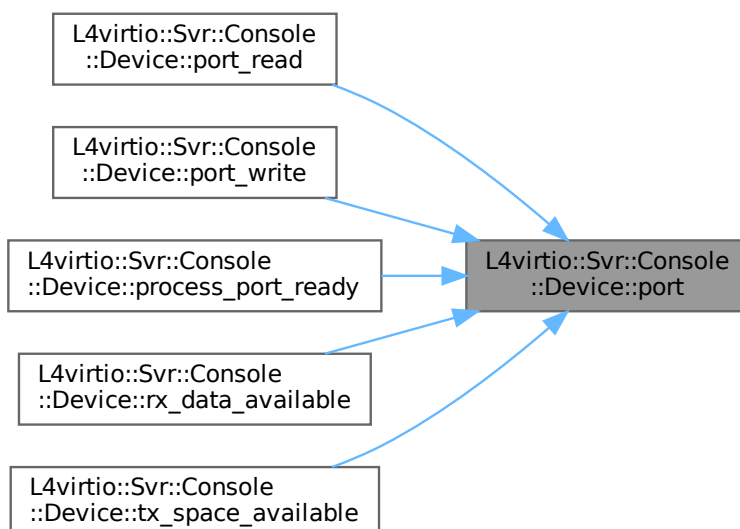 L4virtio::Svr::Console
::Device::port_read
L4virtio::Svr::Console
::Device::port_write
L4virtio::Svr::Console
::Device::process_port_ready
L4virtio::Svr::Console
::Device::port
L4virtio::Svr::Console
::Device::rx_data_available
L4virtio::Svr::Console
::Device::tx_space_available